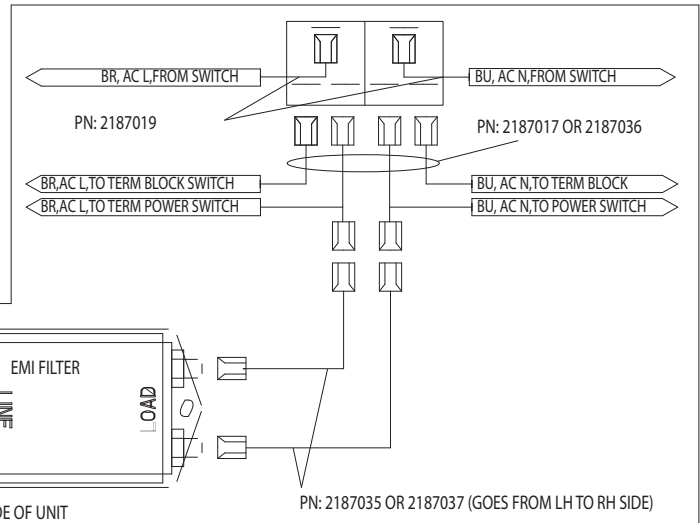 BR, AC L,FROM SWITCH
BU, AC N,FROM SWITCH
PN: 2187019
PN: 2187017 OR 2187036
BR,AC L,TO TERM BLOCK SWITCH
BU, AC N,TO TERM BLOCK
BR,AC L,TO TERM POWER SWITCH
BU, AC N,TO POWER SWITCH
EMI FILTER
LINE
LOAD
PN: 2187035 OR 2187037 (GOES FROM LH TO RH SIDE)
OF UNIT